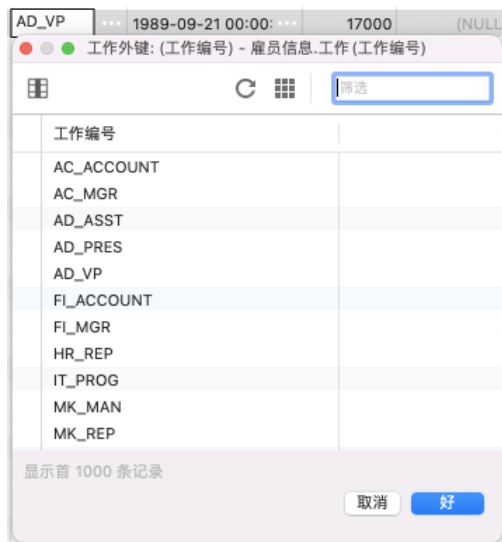 AD_VP 1989-09-21 00:00: 17000 (NULL
工作外键: (工作编号) - 雇员信息.工作 (工作编号)
筛选
工作编号
AC_ACCOUNT
AC_MGR
AD_ASST
AD_PRES
AD_VP
FI_ACCOUNT
FI_MGR
HR_REP
IT_PROG
MK_MAN
MK_REP
显示首 1000 条记录
取消 好